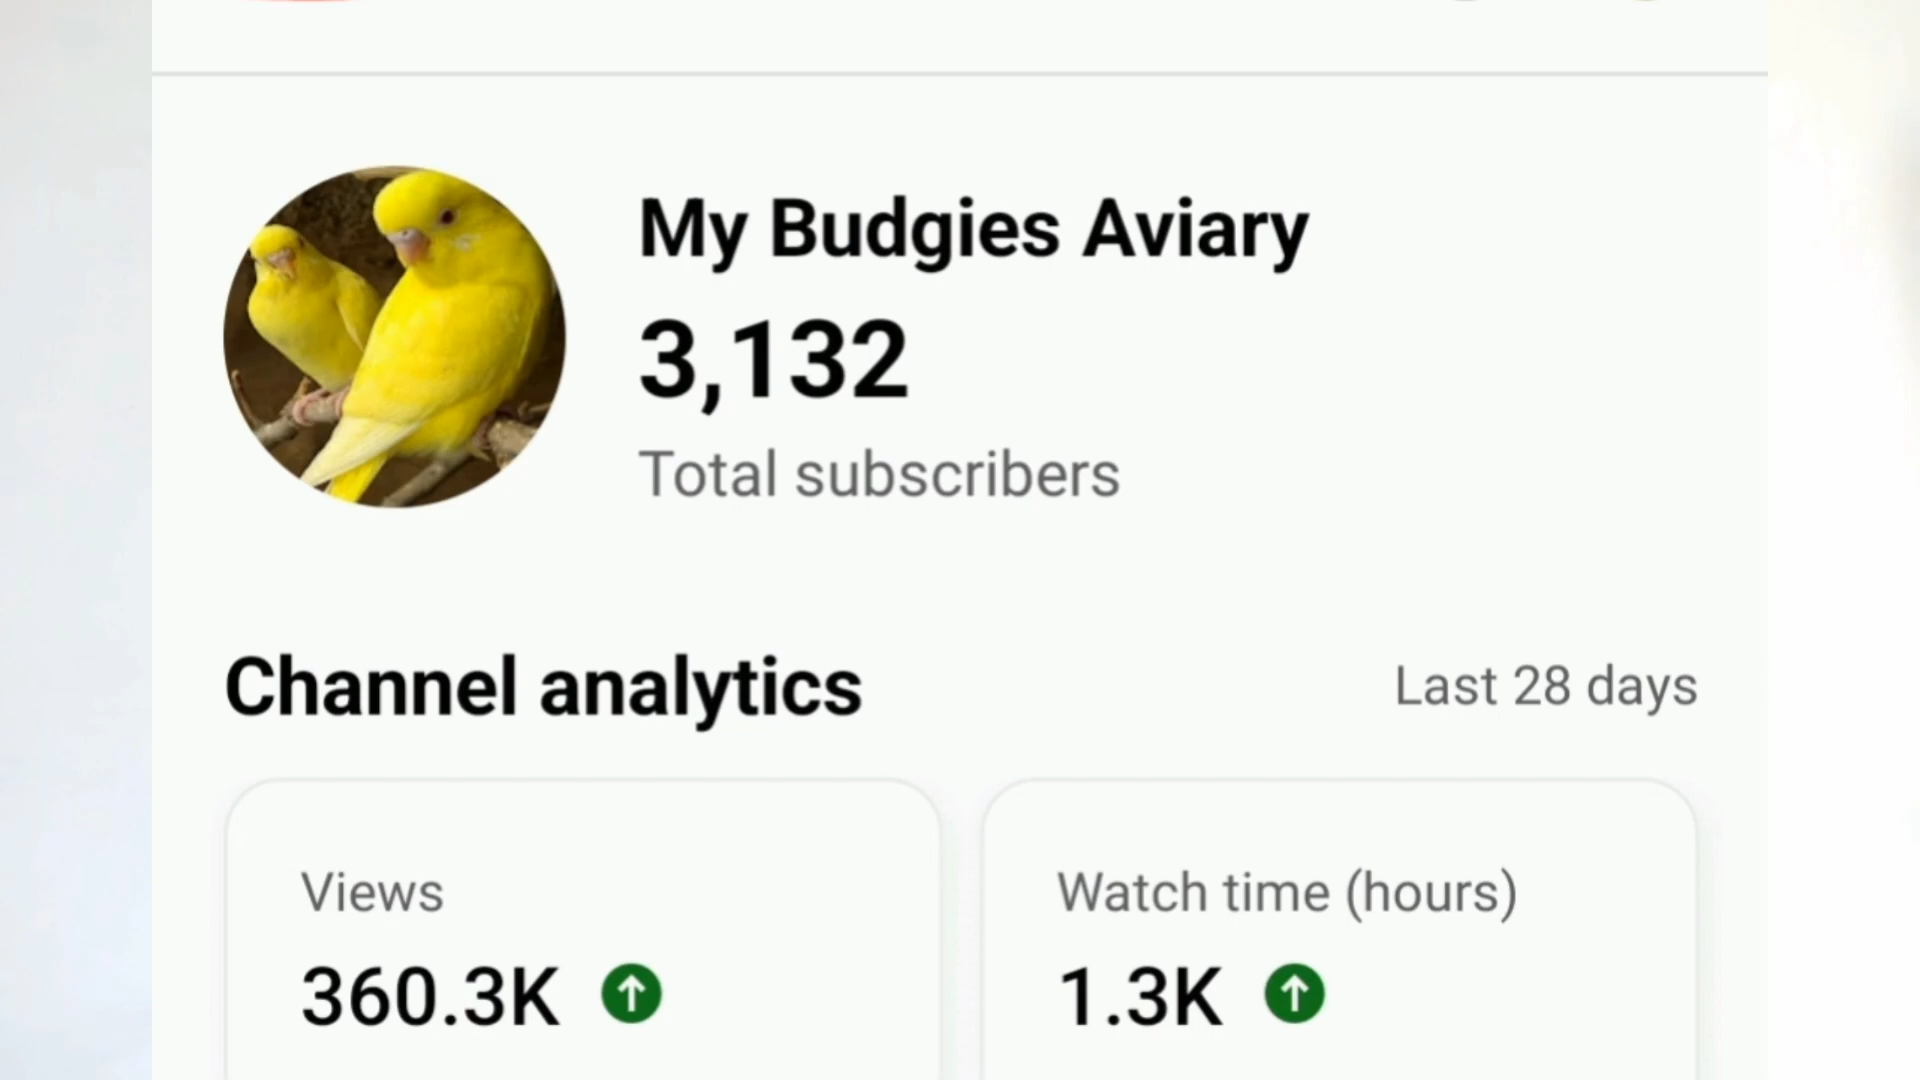 My Budgies Aviary
3,132
Total subscribers
Channel analytics
Last 28 days
Views
Watch time (hours)
360.3K
1.3K